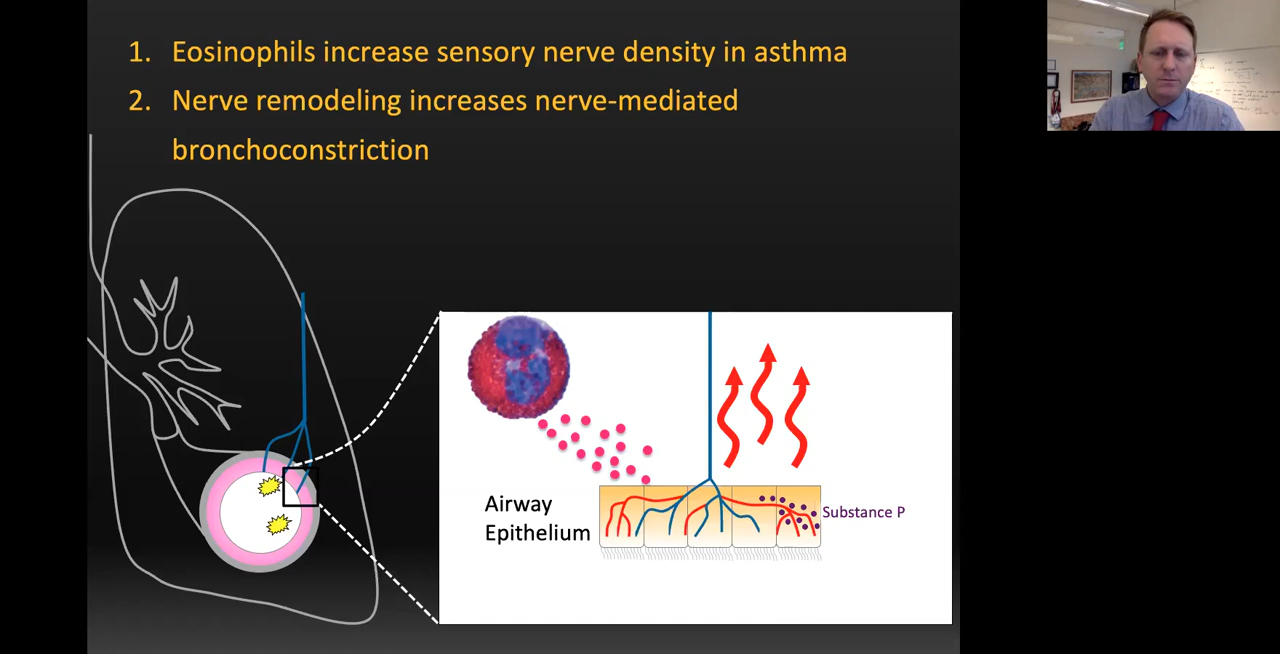 1. Eosinophils increase sensory nerve density in asthma
2. Nerve remodeling increases nerve-mediated
bronchoconstriction
Airway
Epithelium
Substance P